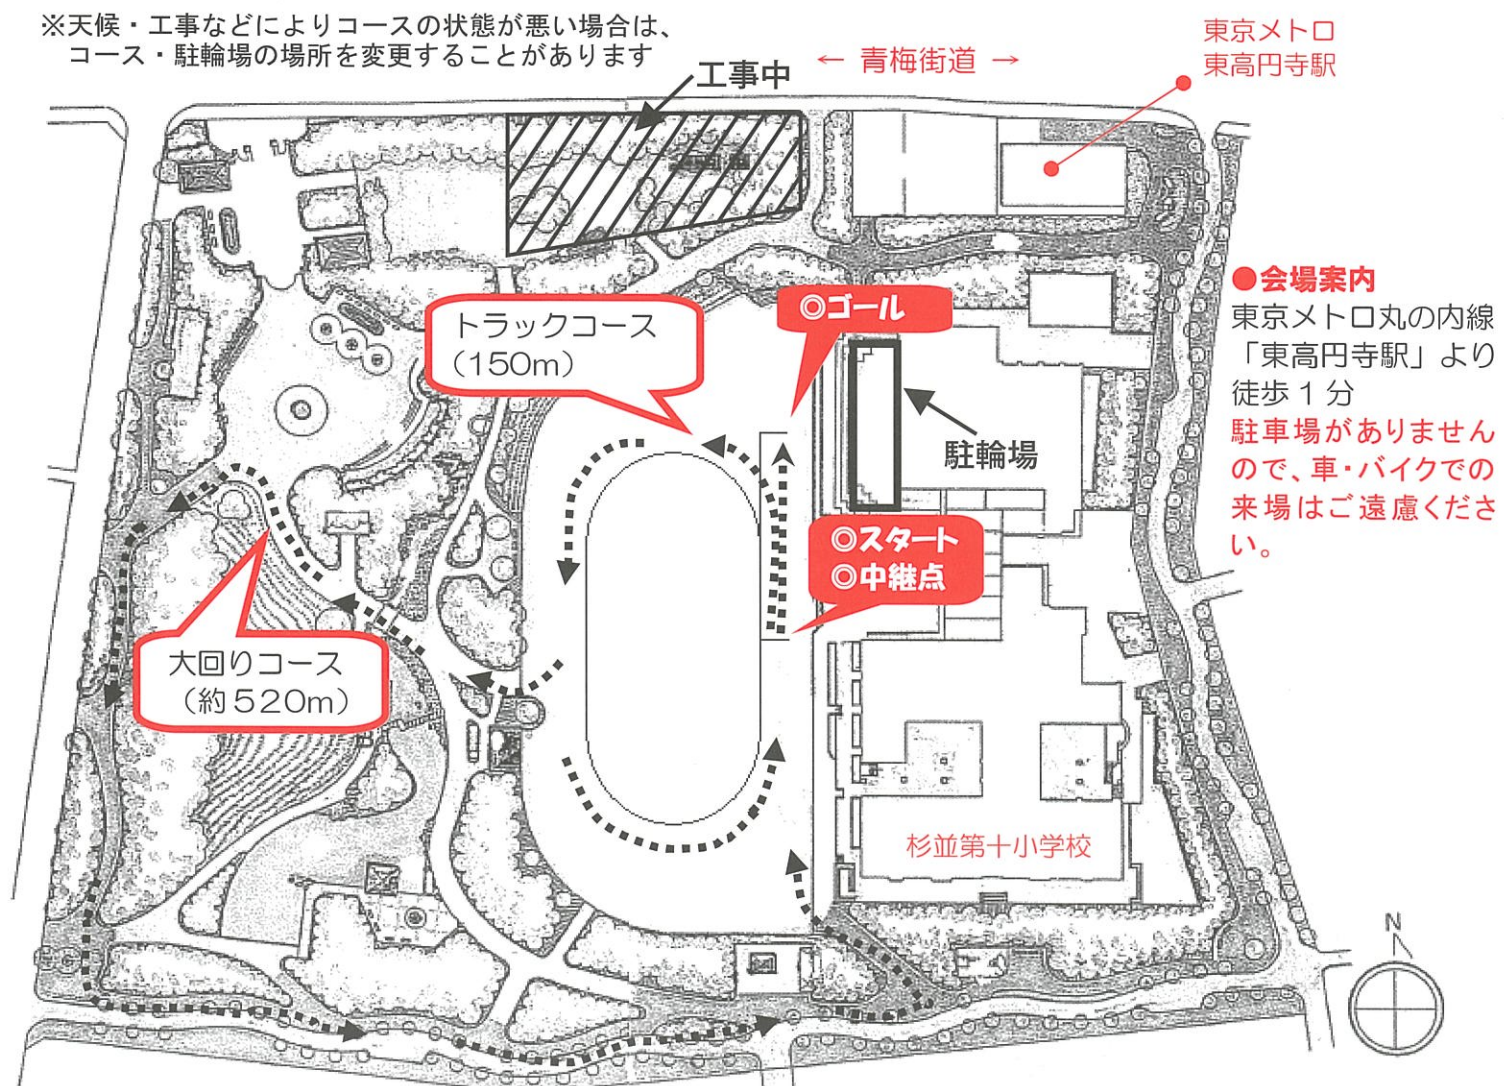 ※天候・工事などによりコースの状態が悪い場合は、
コース・駐輪場の場所を変更することがあります
工事中
← 青梅街道 →
東京メトロ
東高円寺駅
トラックコース
(150m)
◎ゴール
●会場案内
東京メトロ丸の内線
「東高円寺駅」より
徒歩1分
駐車場がありません
ので、車・バイクでの
来場はご遠慮くださ
い。
駐輪場
◎スタート
◎中継点
大回りコース
(約520m)
杉並第十小学校
N